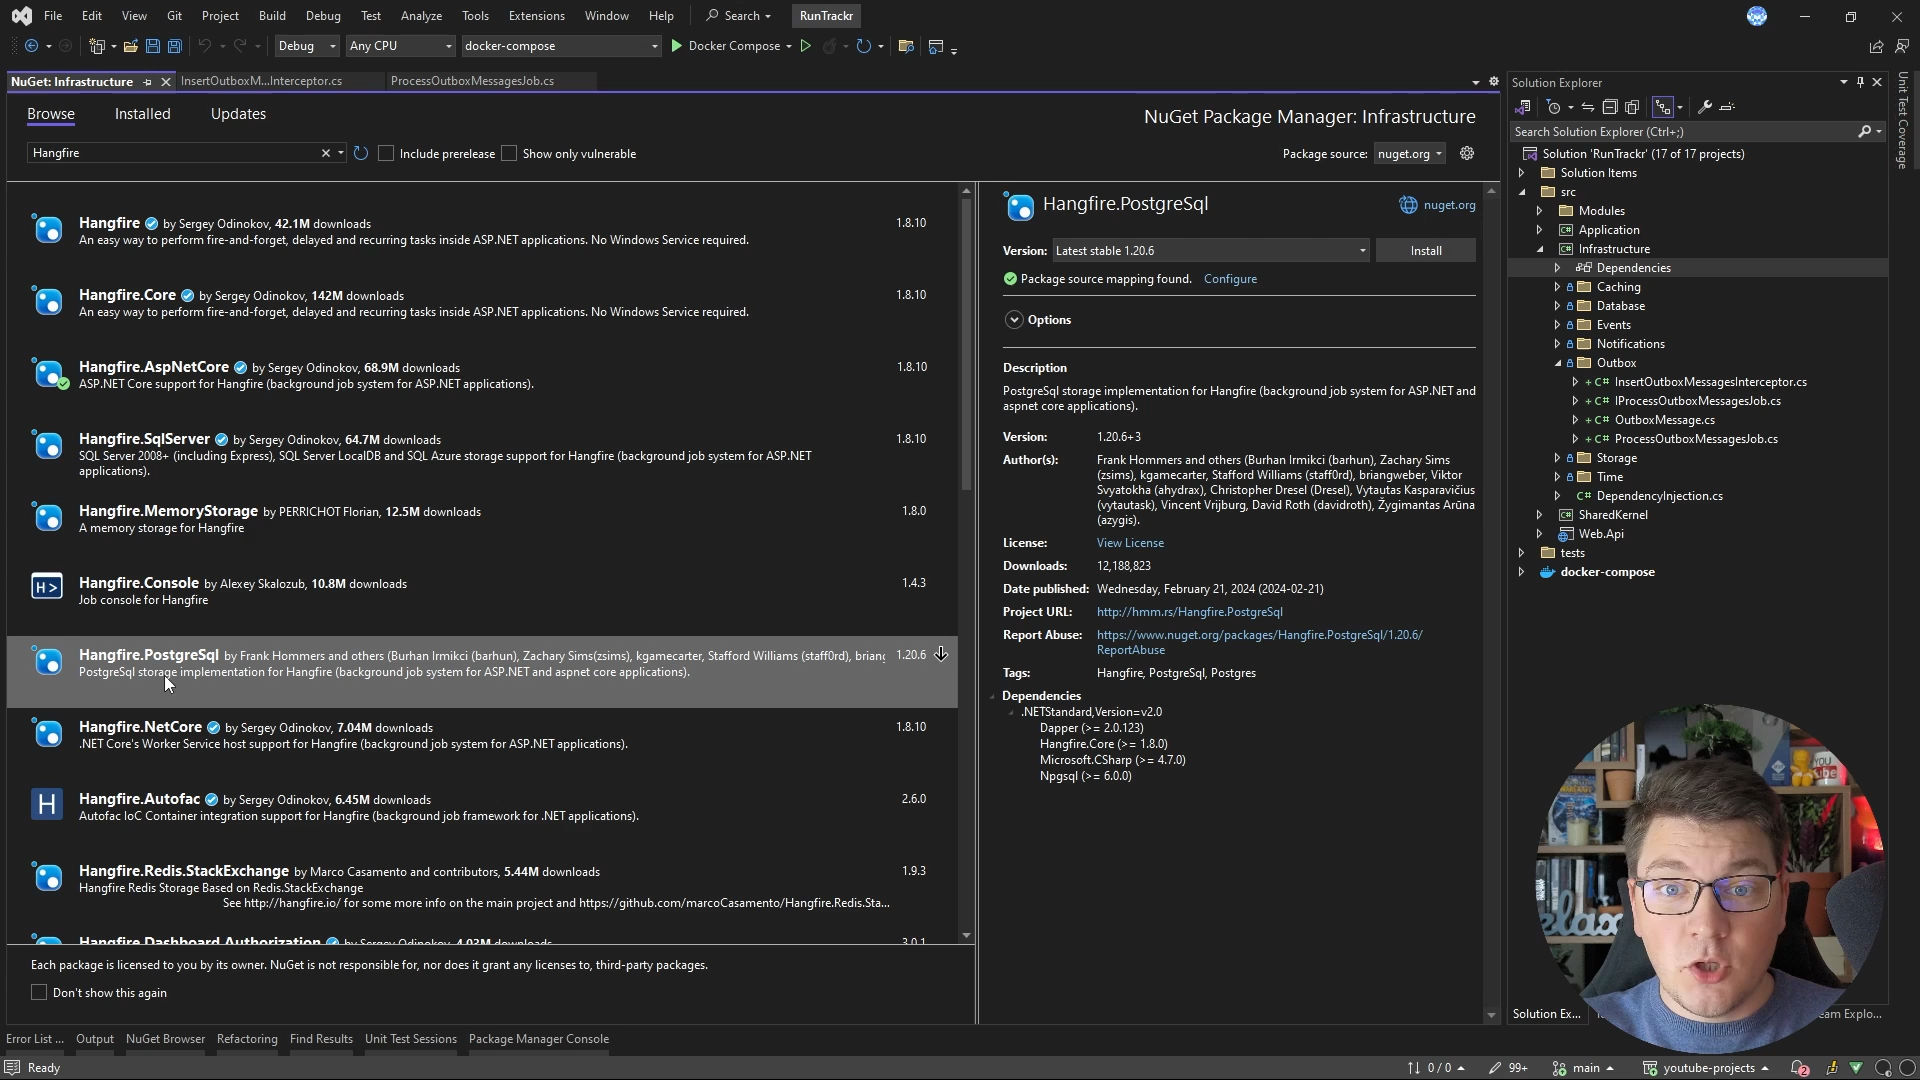 File Edit View Git Project Build Debug Test Analyze Tools Extensions Window Help Search RunTrackr
Debug Any CPU docker-compose Docker Compose
NuGet: Infrastructure InsertOutboxM...Interceptor.cs ProcessOutboxMessagesJob.cs
Browse Installed Updates
NuGet Package Manager: Infrastructure
Hangfire Include prerelease Show only vulnerable
Package source: nuget.org
Hangfire by Sergey Odinokov, 42.1M downloads 1.8.10
An easy way to perform fire-and-forget, delayed and recurring tasks inside ASP.NET applications. No Windows Service required.
Hangfire.Core by Sergey Odinokov, 142M downloads 1.8.10
An easy way to perform fire-and-forget, delayed and recurring tasks inside ASP.NET applications. No Windows Service required.
Hangfire.AspNetCore by Sergey Odinokov, 68.9M downloads 1.8.10
ASP.NET Core support for Hangfire (background job system for ASP.NET applications).
Hangfire.SqlServer by Sergey Odinokov, 64.7M downloads 1.8.10
SQL Server 2008+ (including Express), SQL Server LocalDB and SQL Azure storage support for Hangfire (background job system for ASP.NET
applications).
Hangfire.MemoryStorage by PERRICHOT Florian, 12.5M downloads 1.8.0
A memory storage for Hangfire
H>
Hangfire.Console by Alexey Skalozub, 10.8M downloads 1.4.3
Job console for Hangfire
Hangfire.PostgreSql by Frank Hommers and others (Burhan Irmikci (barhun), Zachary Sims(zsims), kgamecarter, Stafford Williams (staff0rd), briang 1.20.6
PostgreSql storage implementation for Hangfire (background job system for ASP.NET and aspnet core applications).
Hangfire.NetCore by Sergey Odinokov, 7.04M downloads 1.8.10
.NET Core's Worker Service host support for Hangfire (background job system for ASP.NET applications).
H
Hangfire.Autofac by Sergey Odinokov, 6.45M downloads 2.6.0
Autofac IoC Container integration support for Hangfire (background job framework for .NET applications).
Hangfire.Redis.StackExchange by Marco Casamento and contributors, 5.44M downloads 1.9.3
Hangfire Redis Storage Based on Redis.StackExchange
See http://hangfire.io/ for some more info on the main project and https://github.com/marcoCasamento/Hangfire.Redis.Sta...
Hangfire.Dashboard.Authorization by Sergey Odinokov, 4.03M downloads 3.0.1
Each package is licensed to you by its owner. NuGet is not responsible for, nor does it grant any licenses to, third-party packages.
Don't show this again
Hangfire.PostgreSql nuget.org
Version: Latest stable 1.20.6 Install
Package source mapping found. Configure
Options
Description
PostgreSql storage implementation for Hangfire (background job system for ASP.NET and
aspnet core applications).
Version: 1.20.6+3
Author(s): Frank Hommers and others (Burhan Irmikci (barhun), Zachary Sims
(zsims), kgamecarter, Stafford Williams (staff0rd), briangweber, Viktor
Svyatokha (ahydrax), Christopher Dresel (Dresel), Vytautas Kasparavičius
(vytautask), Vincent Vrijburg, David Roth (davidroth), Žygimantas Arūna
(azygis).
License: View License
Downloads: 12,188,823
Date published: Wednesday, February 21, 2024 (2024-02-21)
Project URL: http://hmm.rs/Hangfire.PostgreSql
Report Abuse: https://www.nuget.org/packages/Hangfire.PostgreSql/1.20.6/
ReportAbuse
Tags: Hangfire, PostgreSql, Postgres
Dependencies
.NETStandard,Version=v2.0
Dapper (>= 2.0.123)
Hangfire.Core (>= 1.8.0)
Microsoft.CSharp (>= 4.7.0)
Npgsql (>= 6.0.0)
Solution Explorer
Search Solution Explorer (Ctrl+;)
Solution 'RunTrackr' (17 of 17 projects)
Solution Items
src
Modules
Application
Infrastructure
Dependencies
Caching
Database
Events
Notifications
Outbox
InsertOutboxMessagesInterceptor.cs
IProcessOutboxMessagesJob.cs
OutboxMessage.cs
ProcessOutboxMessagesJob.cs
Storage
Time
DependencyInjection.cs
SharedKernel
Web.Api
tests
docker-compose
Unit Test Coverage
YOU
relax
Solution Ex... eam Explo...
Error List ... Output NuGet Browser Refactoring Find Results Unit Test Sessions Package Manager Console
Ready 0 / 0 99+ main youtube-projects 2